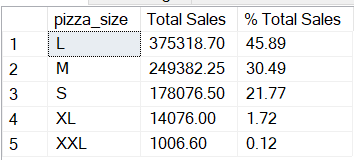 pizza_size Total Sales % Total Sales
1 L 375318.70 45.89
2 M 249382.25 30.49
3 S 178076.50 21.77
4 XL 14076.00 1.72
5 XXL 1006.60 0.12